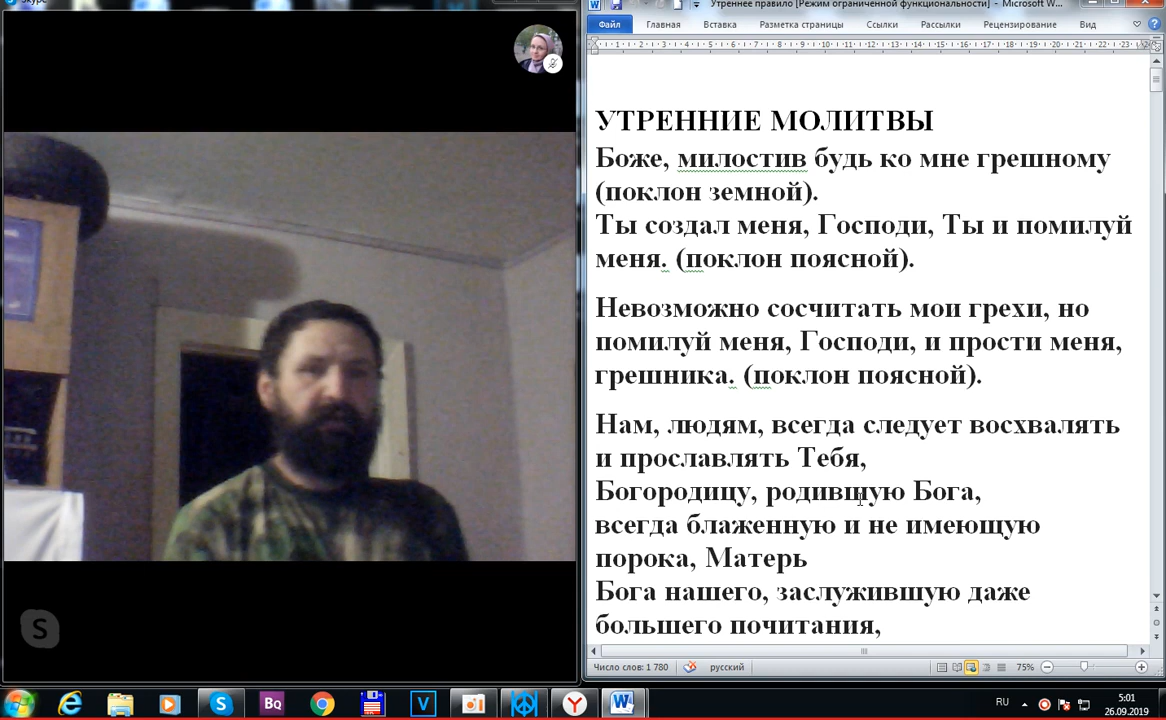 Skype
Утреннее правило [Режим ограниченной функциональности] - Microsoft W...
Файл Главная Вставка Разметка страницы Ссылки Рассылки Рецензирование Вид
УТРЕННИЕ МОЛИТВЫ
Боже, милостив будь ко мне грешному
(поклон земной).
Ты создал меня, Господи, Ты и помилуй
меня. (поклон поясной).
Невозможно сосчитать мои грехи, но
помилуй меня, Господи, и прости меня,
грешника. (поклон поясной).
Нам, людям, всегда следует восхвалять
и прославлять Тебя,
Богородицу, родившую Бога,
всегда блаженную и не имеющую
порока, Матерь
Бога нашего, заслужившую даже
большего почитания,
Число слов: 1 780 русский 75%
RU 5:01
26.09.2019